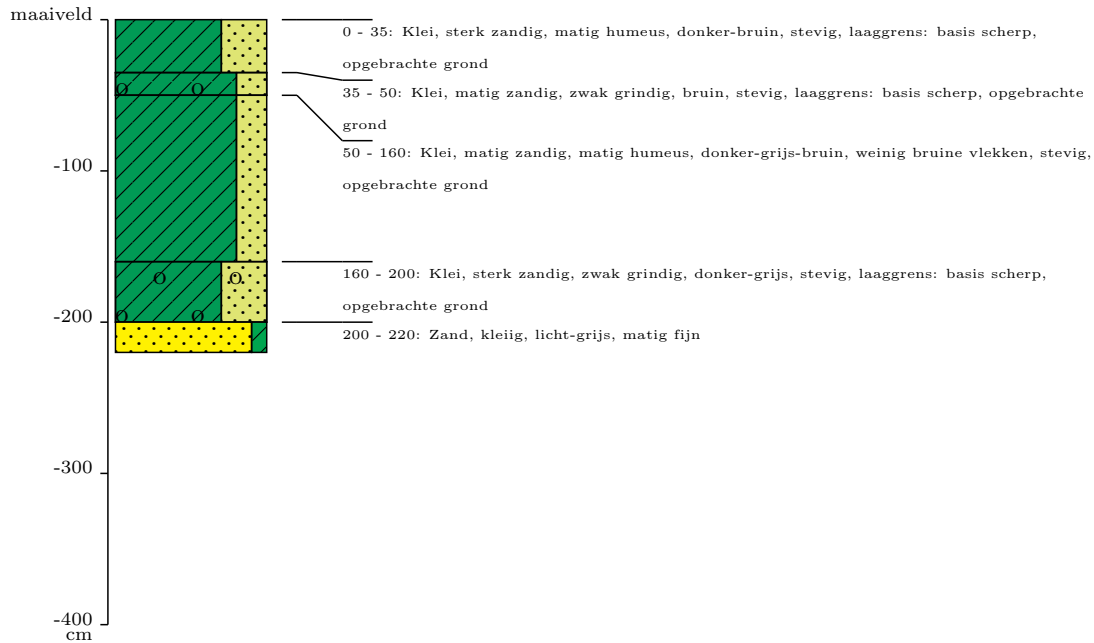 maaiveld
0 - 35: Klei, sterk zandig, matig humeus, donker-bruin, stevig, laaggrens: basis scherp,
opgebrachte grond
35 - 50: Klei, matig zandig, zwak grindig, bruin, stevig, laaggrens: basis scherp, opgebrachte
grond
50 - 160: Klei, matig zandig, matig humeus, donker-grijs-bruin, weinig bruine vlekken, stevig,
opgebrachte grond
-100
160 - 200: Klei, sterk zandig, zwak grindig, donker-grijs, stevig, laaggrens: basis scherp,
opgebrachte grond
-200
200 - 220: Zand, kleiig, licht-grijs, matig fijn
-300
-400
cm